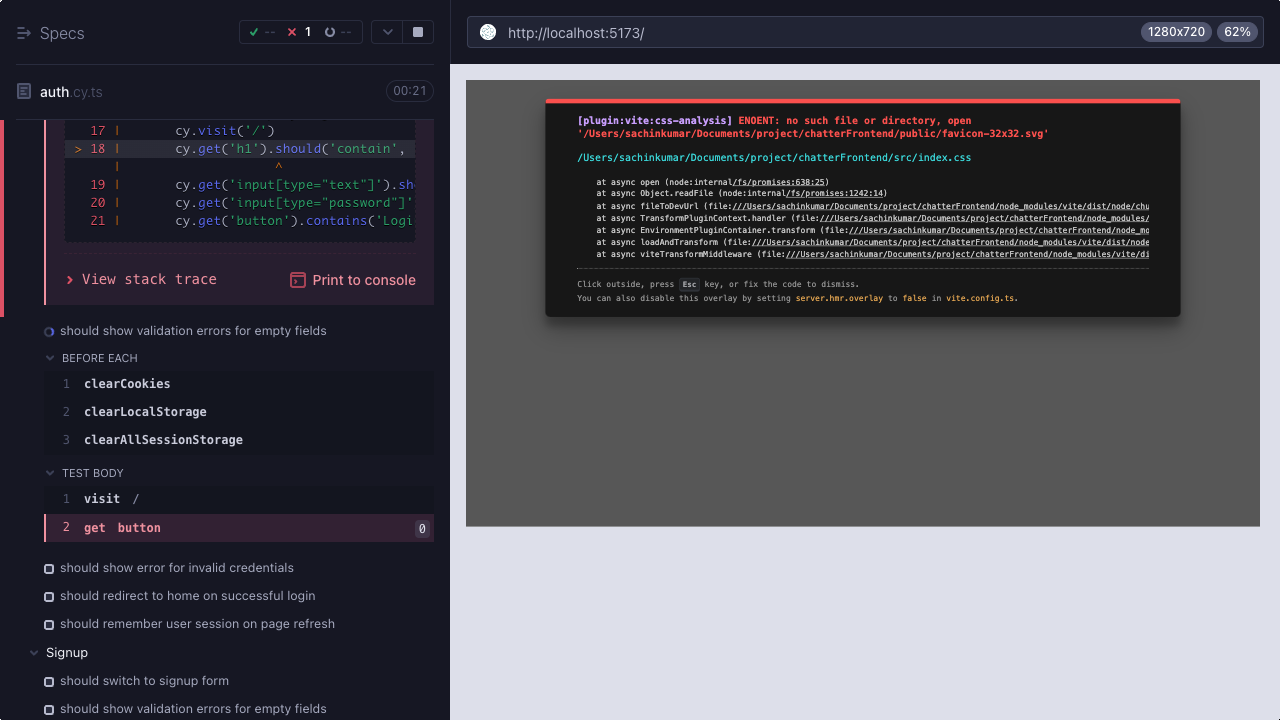 Specs
-- 1 --
auth.cy.ts
00:21
17 | cy.visit('/')
> 18 | cy.get('h1').should('contain',
| ^
19 | cy.get('input[type="text"]').sh
20 | cy.get('input[type="password"]'
21 | cy.get('button').contains('Logi
View stack trace
Print to console
should show validation errors for empty fields
BEFORE EACH
1 clearCookies
2 clearLocalStorage
3 clearAllSessionStorage
TEST BODY
1 visit /
2 get button 0
should show error for invalid credentials
should redirect to home on successful login
should remember user session on page refresh
Signup
should switch to signup form
should show validation errors for empty fields
http://localhost:5173/
1280x720
62%
[plugin:vite:css-analysis] ENOENT: no such file or directory, open
'/Users/sachinkumar/Documents/project/chatterFrontend/public/favicon-32x32.svg'
/Users/sachinkumar/Documents/project/chatterFrontend/src/index.css
at async open (node:internal/fs/promises:638:25)
at async Object.readFile (node:internal/fs/promises:1242:14)
at async fileToDevUrl (file:///Users/sachinkumar/Documents/project/chatterFrontend/node_modules/vite/dist/node/chu
at async TransformPluginContext.handler (file:///Users/sachinkumar/Documents/project/chatterFrontend/node_modules/
at async EnvironmentPluginContainer.transform (file:///Users/sachinkumar/Documents/project/chatterFrontend/node_mo
at async loadAndTransform (file:///Users/sachinkumar/Documents/project/chatterFrontend/node_modules/vite/dist/node
at async viteTransformMiddleware (file:///Users/sachinkumar/Documents/project/chatterFrontend/node_modules/vite/di
Click outside, press Esc key, or fix the code to dismiss.
You can also disable this overlay by setting server.hmr.overlay to false in vite.config.ts.